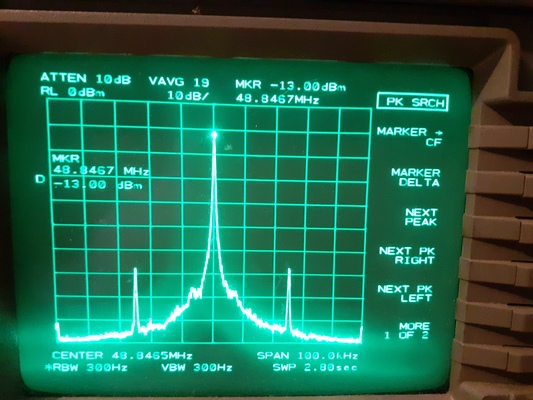 ATTEN 10dB VAVG 19 MKR -13.00dBm
RL 0dBm 10dB/ 48.8467MHz
PK SRCH
MARKER →
CF
MKR
48.8467 MHz
D -13.00 dBm
MARKER
DELTA
NEXT
PEAK
NEXT PK
RIGHT
NEXT PK
LEFT
MORE
1 OF 2
CENTER 48.8465MHz SPAN 100.0kHz
*RBW 300Hz VBW 300Hz SWP 2.80sec